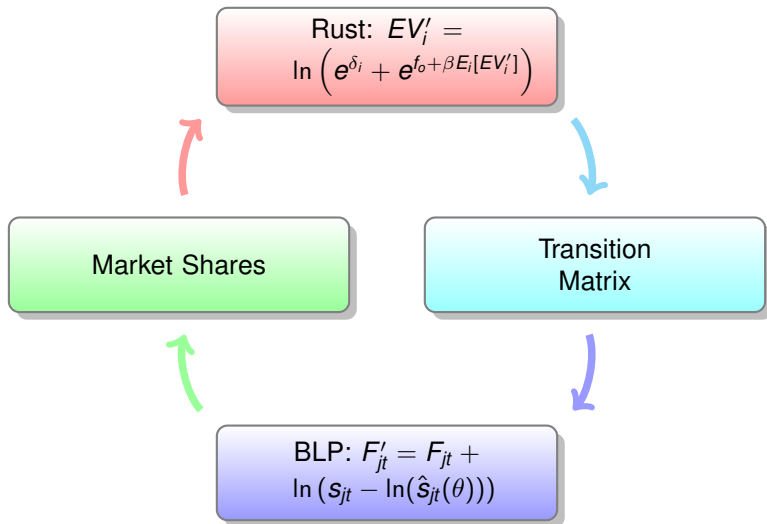 Rust: EV′_i =
ln (e^{δ_i} + e^{f_o+βE_i[EV′_i]})
Market Shares
Transition
Matrix
BLP: F′_{jt} = F_{jt} +
ln (s_{jt} − ln(ŝ_{jt}(θ)))